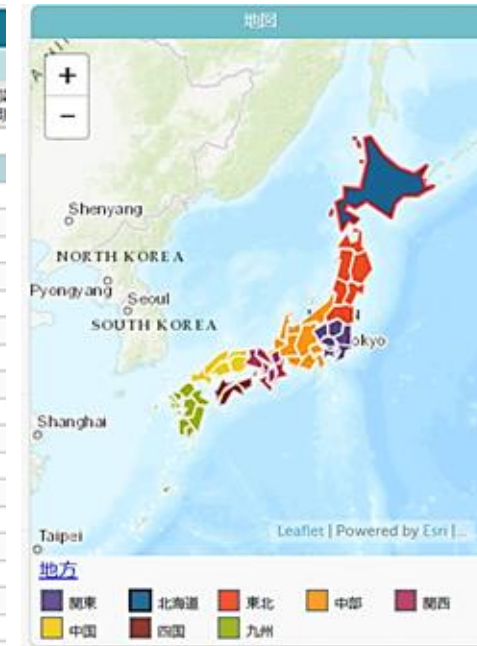 地図
+
−
Shenyang
NORTH KOREA
Pyongyang
Seoul
SOUTH KOREA
okyo
Shanghai
Taipei
Leaflet | Powered by Esri |...
地方
関東 北海道 東北 中部 関西
中国 四国 九州